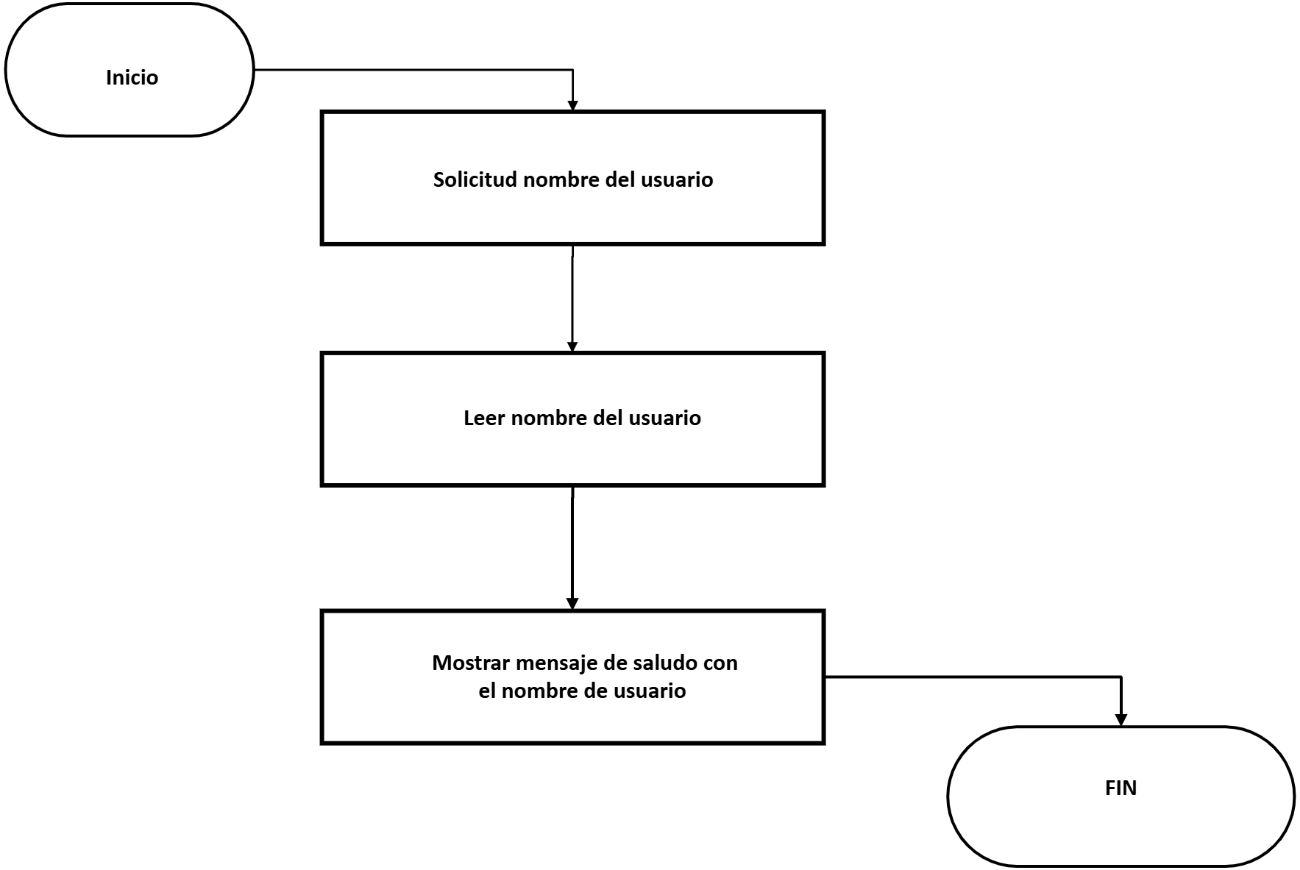 Inicio
Solicitud nombre del usuario
Leer nombre del usuario
Mostrar mensaje de saludo con
el nombre de usuario
FIN